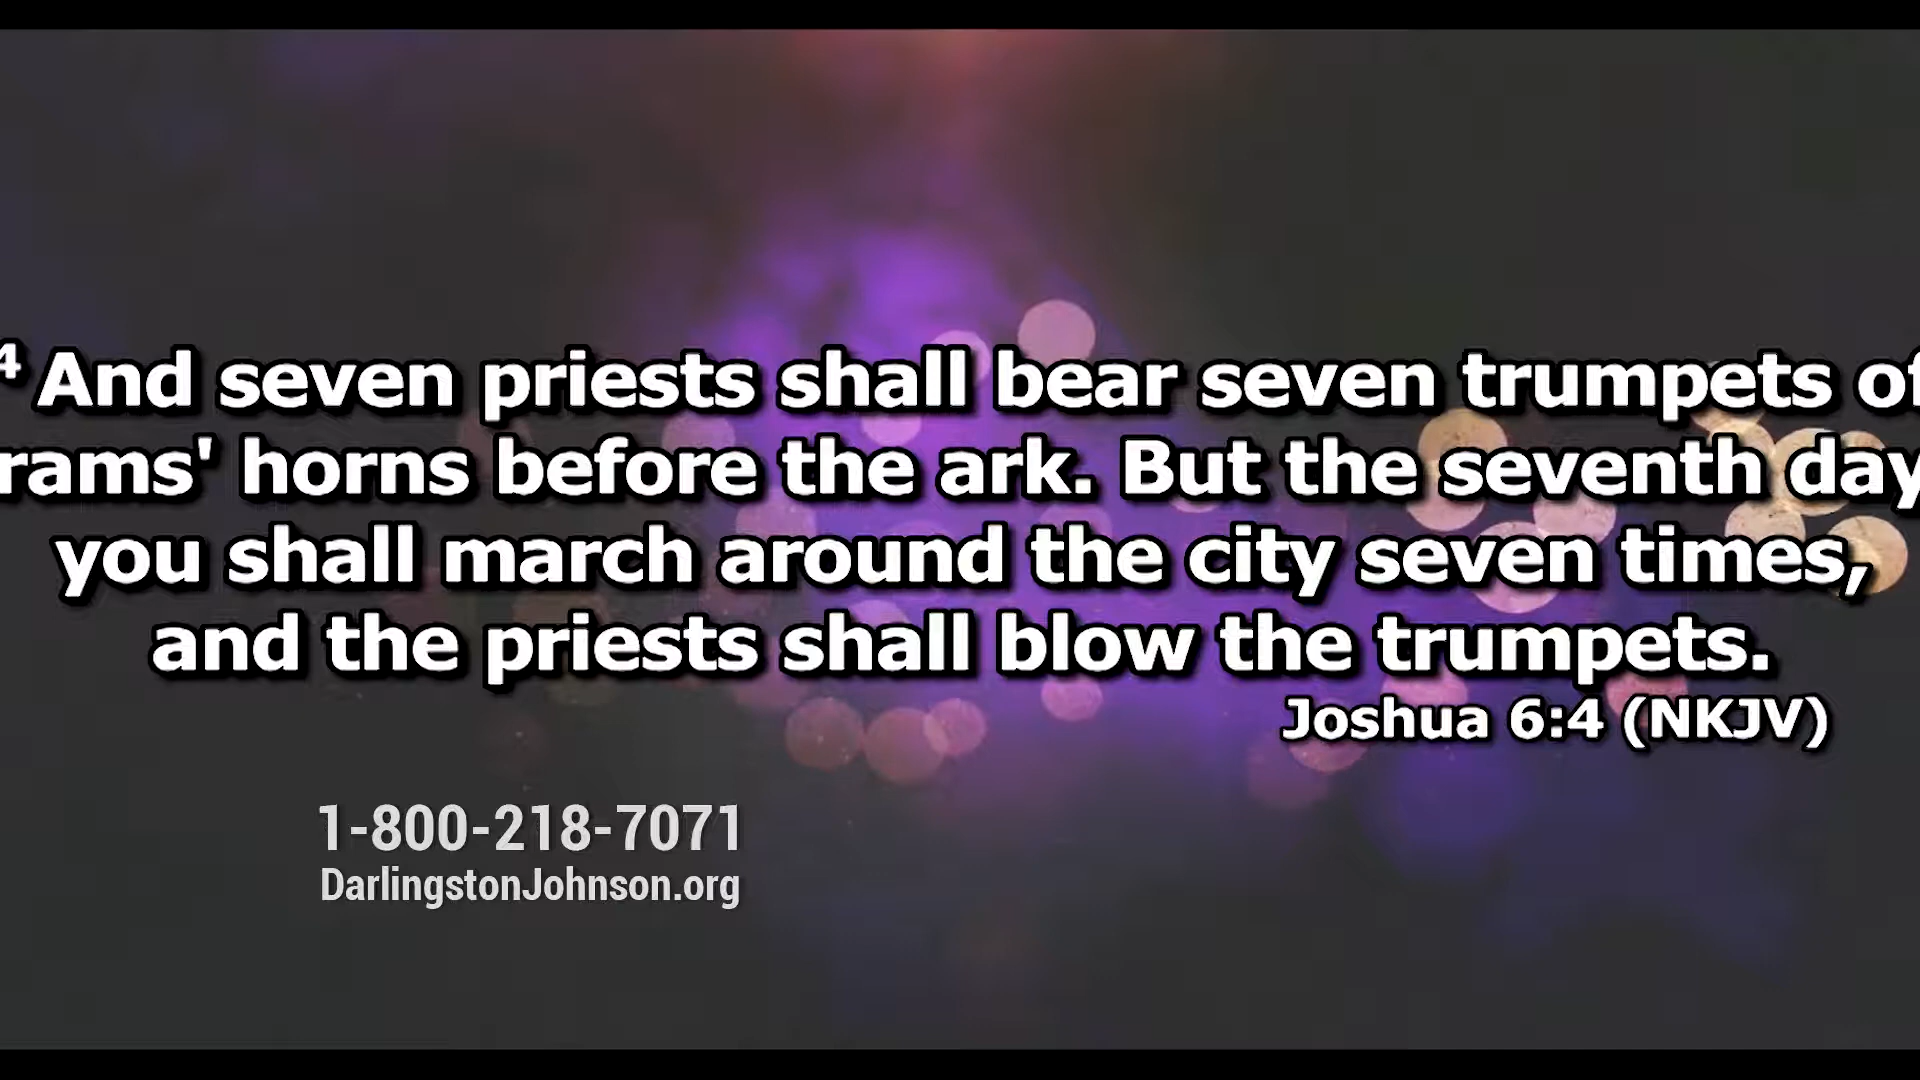 4 And seven priests shall bear seven trumpets of
rams' horns before the ark. But the seventh day
you shall march around the city seven times,
and the priests shall blow the trumpets.
Joshua 6:4 (NKJV)
1-800-218-7071
DarlingstonJohnson.org